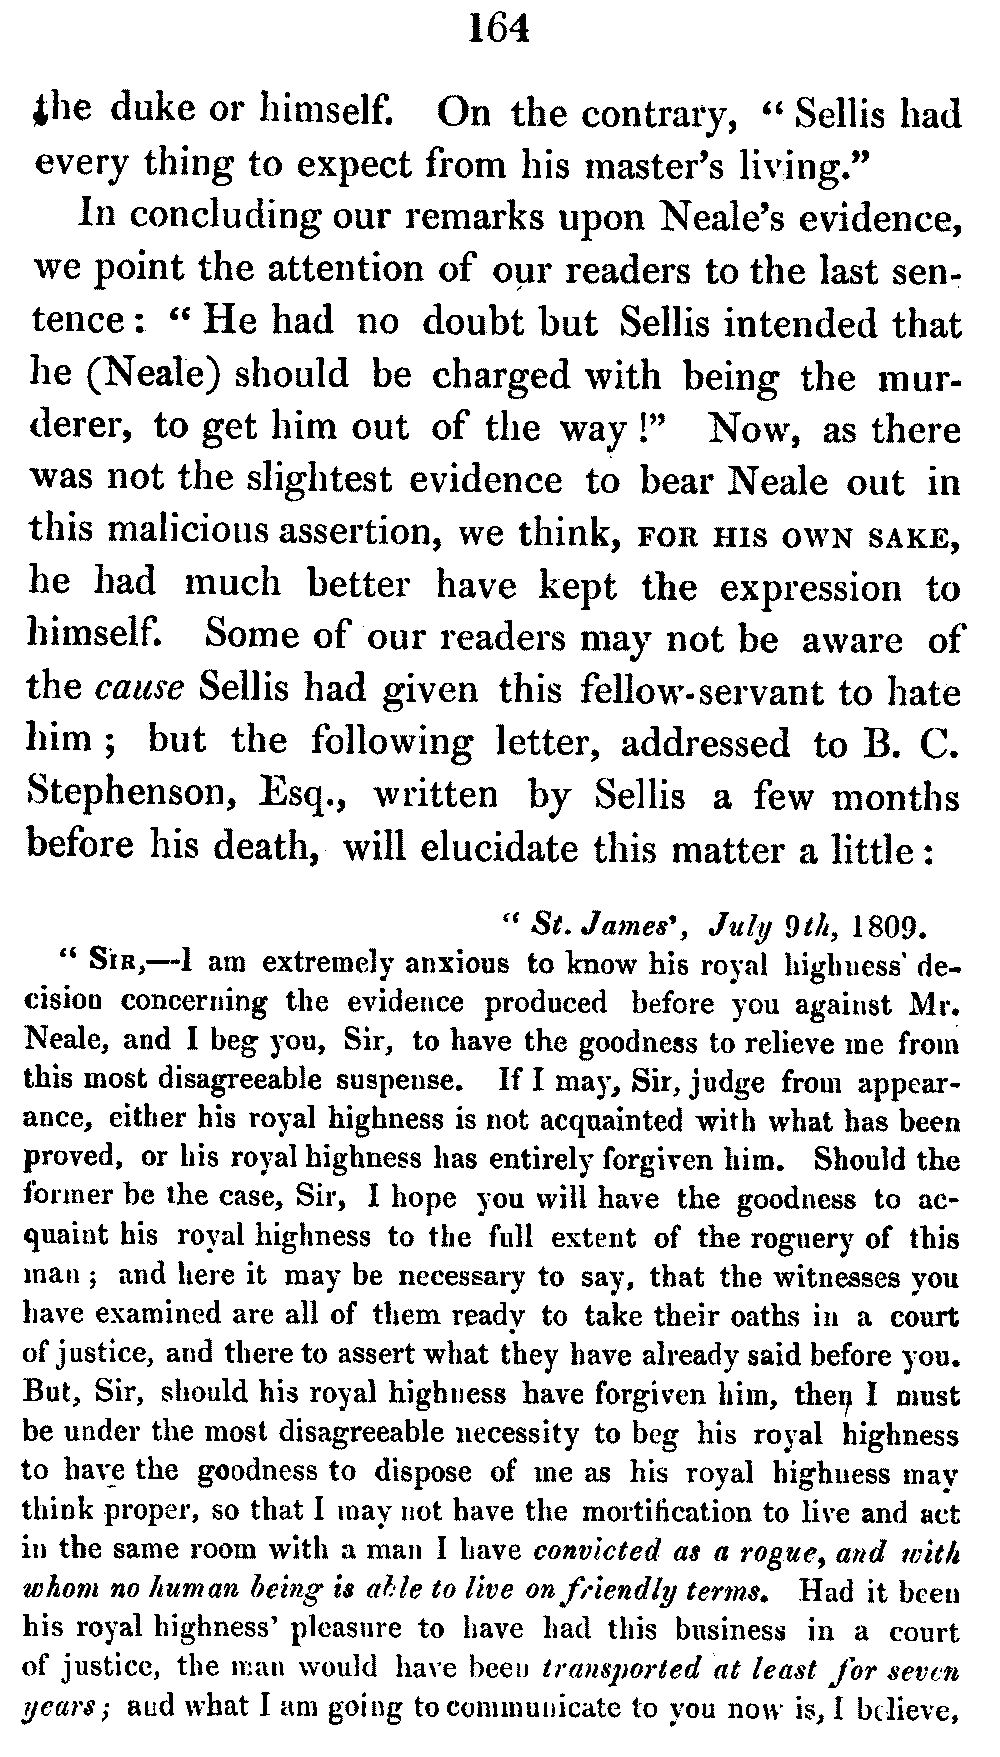 164
the duke or himself. On the contrary, “ Sellis had
every thing to expect from his master’s living.”
In concluding our remarks upon Neale’s evidence,
we point the attention of our readers to the last sen-
tence : “ He had no doubt but Sellis intended that
he (Neale) should be charged with being the mur-
derer, to get him out of the way !” Now, as there
was not the slightest evidence to bear Neale out in
this malicious assertion, we think, FOR HIS OWN SAKE,
he had much better have kept the expression to
himself. Some of our readers may not be aware of
the cause Sellis had given this fellow-servant to hate
him ; but the following letter, addressed to B. C.
Stephenson, Esq., written by Sellis a few months
before his death, will elucidate this matter a little :
“ St. James’, July 9th, 1809.
“ SIR,—I am extremely anxious to know his royal highness’ de-
cision concerning the evidence produced before you against Mr.
Neale, and I beg you, Sir, to have the goodness to relieve me from
this most disagreeable suspense. If I may, Sir, judge from appear-
ance, either his royal highness is not acquainted with what has been
proved, or his royal highness has entirely forgiven him. Should the
former be the case, Sir, I hope you will have the goodness to ac-
quaint his royal highness to the full extent of the roguery of this
man ; and here it may be necessary to say, that the witnesses you
have examined are all of them ready to take their oaths in a court
of justice, and there to assert what they have already said before you.
But, Sir, should his royal highness have forgiven him, then I must
be under the most disagreeable necessity to beg his royal highness
to have the goodness to dispose of me as his royal highness may
think proper, so that I may not have the mortification to live and act
in the same room with a man I have convicted as a rogue, and with
whom no human being is able to live on friendly terms. Had it been
his royal highness’ pleasure to have had this business in a court
of justice, the man would have been transported at least for seven
years ; and what I am going to communicate to you now is, I believe,